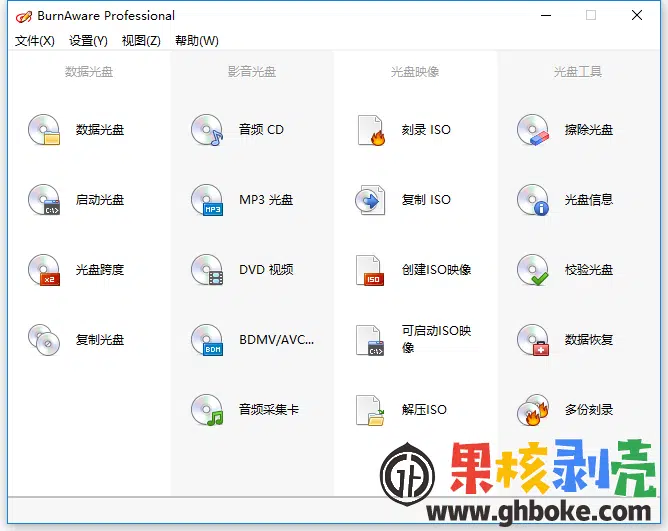 BurnAware Professional
文件(X) 设置(Y) 视图(Z) 帮助(W)
数据光盘
数据光盘
启动光盘
光盘跨度
复制光盘
影音光盘
音频 CD
MP3 光盘
DVD 视频
BDMV/AVC...
音频采集卡
光盘映像
刻录 ISO
复制 ISO
创建ISO映像
可启动ISO映
像
解压ISO
光盘工具
擦除光盘
光盘信息
校验光盘
数据恢复
多份刻录
C:\
x2
MP3
BDM
ISO
C:\
GH
果核剥壳
www.ghboke.com